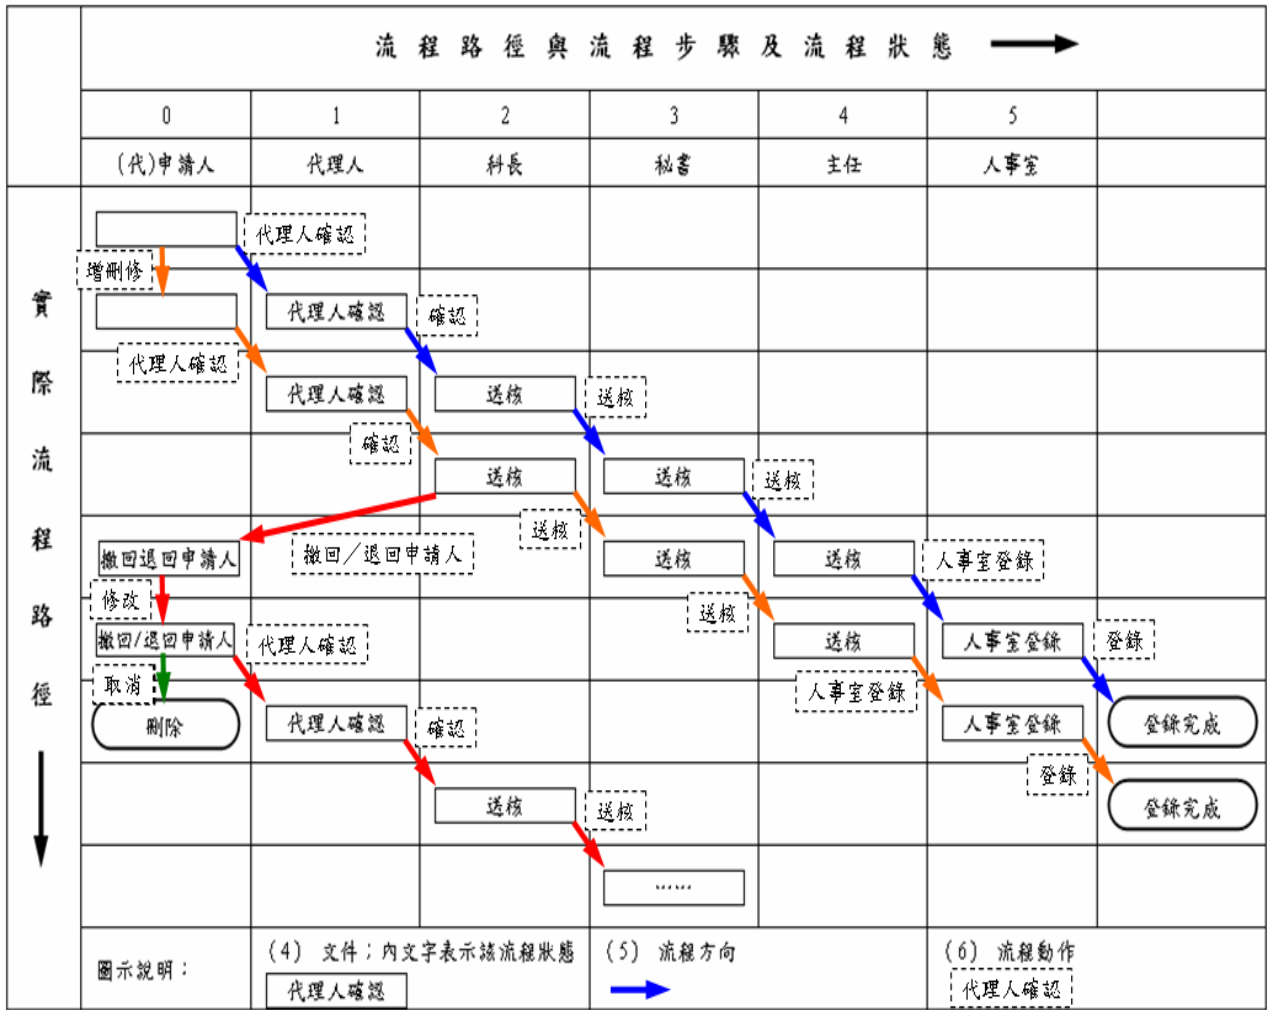 流程路徑與流程步驟及流程狀態
0 1 2 3 4 5
(代)申請人 代理人 科長 秘書 主任 人事室
實際流程路徑
代理人確認
增刪修
代理人確認 確認
代理人確認
代理人確認 送核 送核
確認
送核 送核 送核
送核
撤回退回申請人 撤回／退回申請人 送核 送核 人事室登錄
修改 送核
撤回/退回申請人 代理人確認 送核 人事室登錄 登錄
取消 人事室登錄
刪除 代理人確認 確認 人事室登錄 登錄完成
登錄
送核 送核 登錄完成
……
圖示說明：
(4) 文件；內文字表示該流程狀態
代理人確認
(5) 流程方向
(6) 流程動作
代理人確認